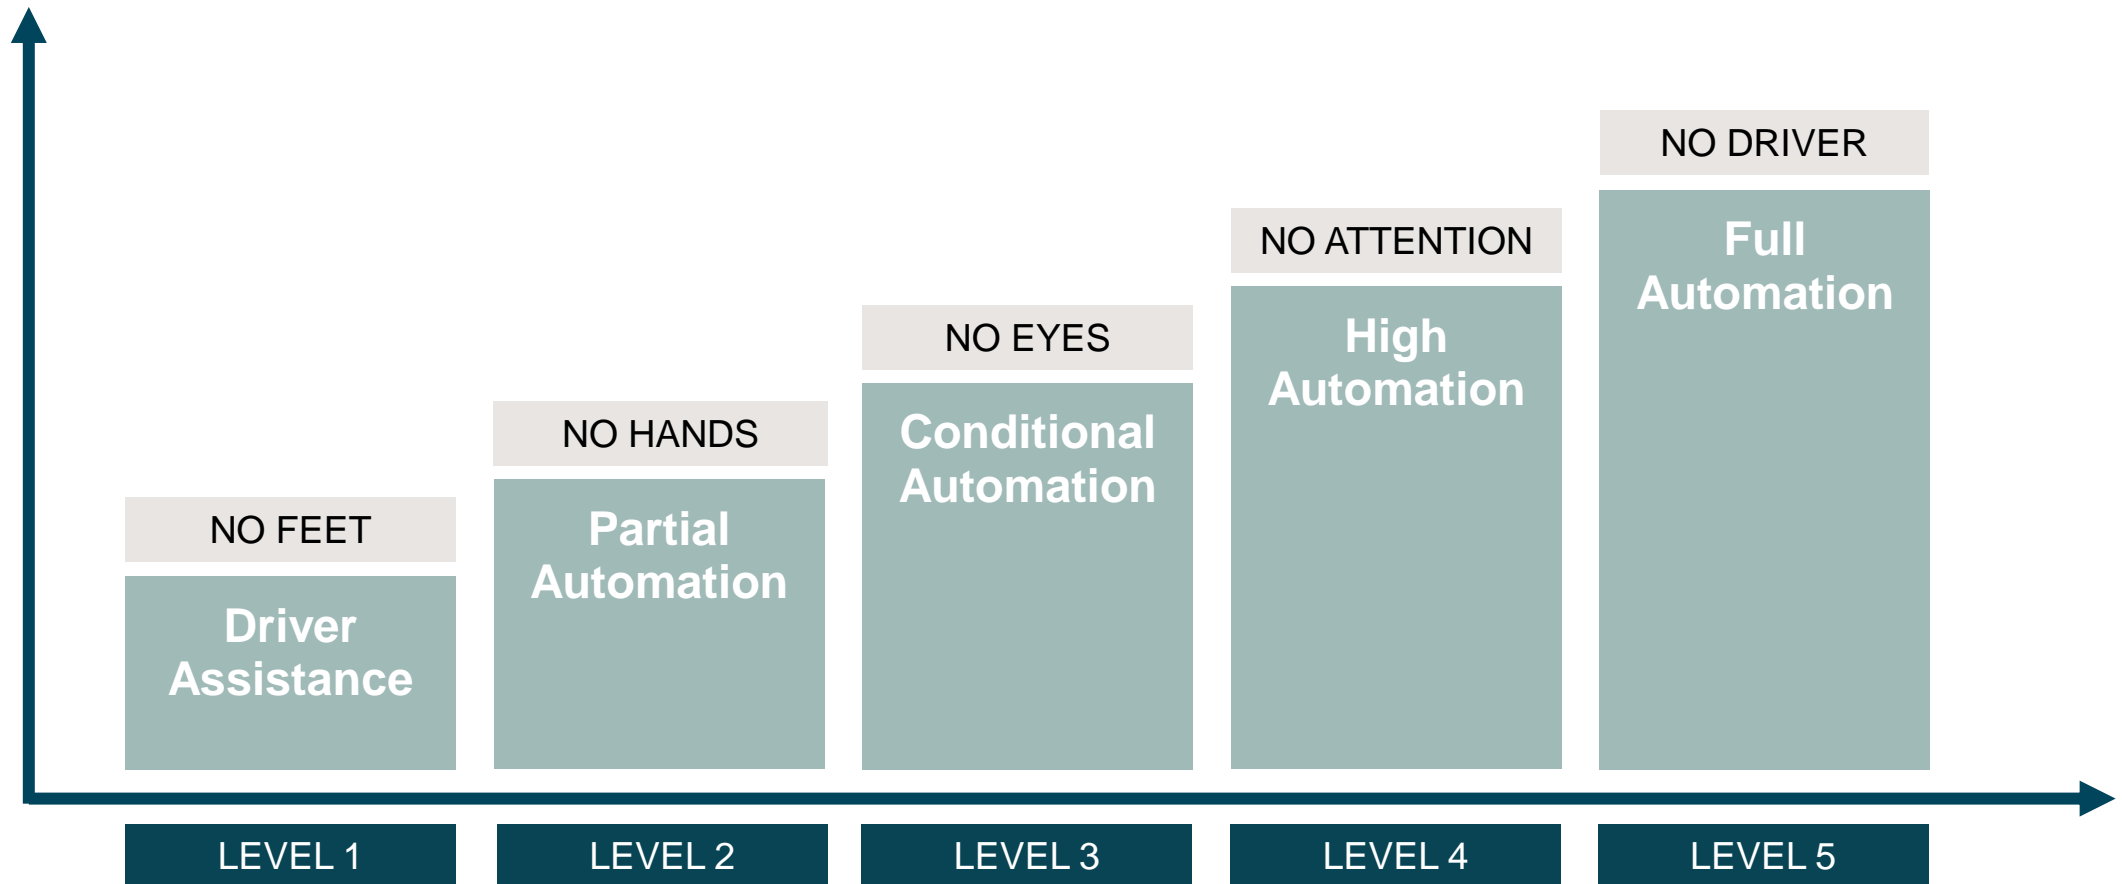 NO FEET
Driver
Assistance
LEVEL 1
NO HANDS
Partial
Automation
LEVEL 2
NO EYES
Conditional
Automation
LEVEL 3
NO ATTENTION
High
Automation
LEVEL 4
NO DRIVER
Full
Automation
LEVEL 5